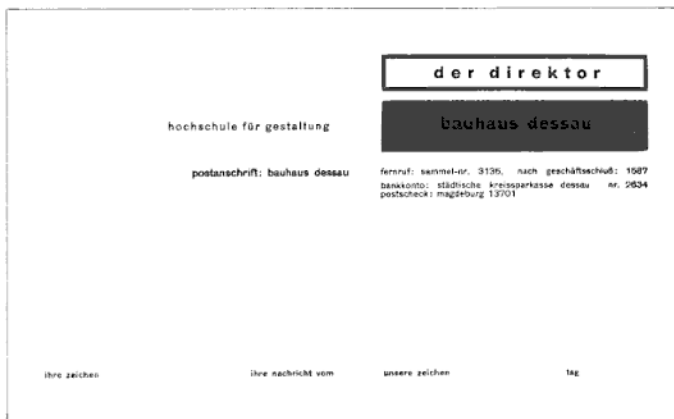 der direktor
hochschule für gestaltung
bauhaus dessau
postanschrift: bauhaus dessau
fernruf: sammel-nr. 3136, nach geschäftsschluß: 1587
bankkonto: städtische kreissparkasse dessau nr. 2634
postscheck: magdeburg 13701
ihre zeichen ihre nachricht vom unsere zeichen tag